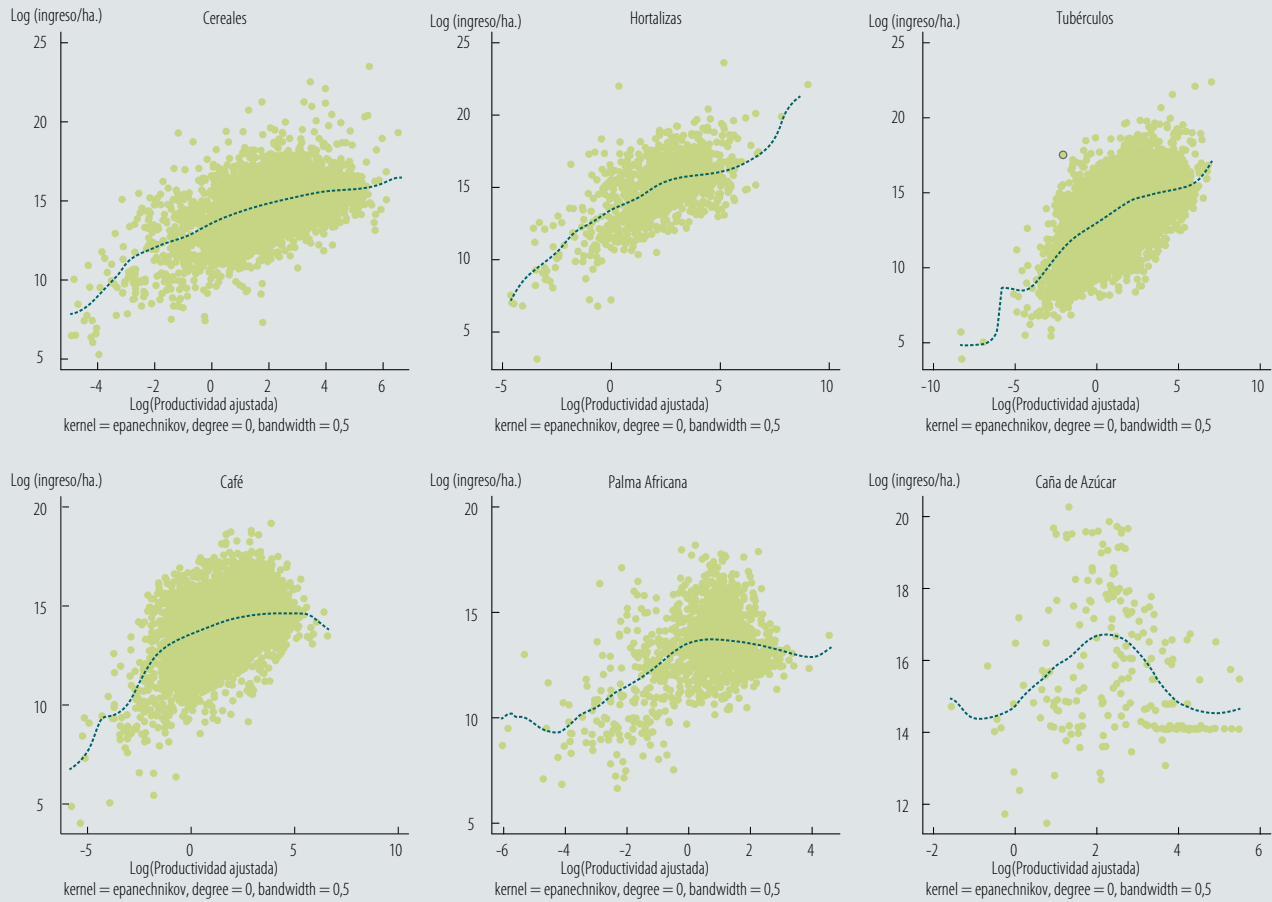 Log (ingreso/ha.)
Cereales
25
20
15
10
5
-4
-2
0
2
4
6
Log(Productividad ajustada)
kernel = epanechnikov, degree = 0, bandwidth = 0,5
Log (ingreso/ha.)
Hortalizas
25
20
15
10
5
-5
0
5
10
Log(Productividad ajustada)
kernel = epanechnikov, degree = 0, bandwidth = 0,5
Log (ingreso/ha.)
Tubérculos
25
20
15
10
5
-10
-5
0
5
10
Log(Productividad ajustada)
kernel = epanechnikov, degree = 0, bandwidth = 0,5
Log (ingreso/ha.)
Café
20
15
10
5
-5
0
5
10
Log(Productividad ajustada)
kernel = epanechnikov, degree = 0, bandwidth = 0,5
Log (ingreso/ha.)
Palma Africana
20
15
10
5
-6
-4
-2
0
2
4
Log(Productividad ajustada)
kernel = epanechnikov, degree = 0, bandwidth = 0,5
Log (ingreso/ha.)
Caña de Azúcar
20
18
16
14
12
-2
0
2
4
6
Log(Productividad ajustada)
kernel = epanechnikov, degree = 0, bandwidth = 0,5